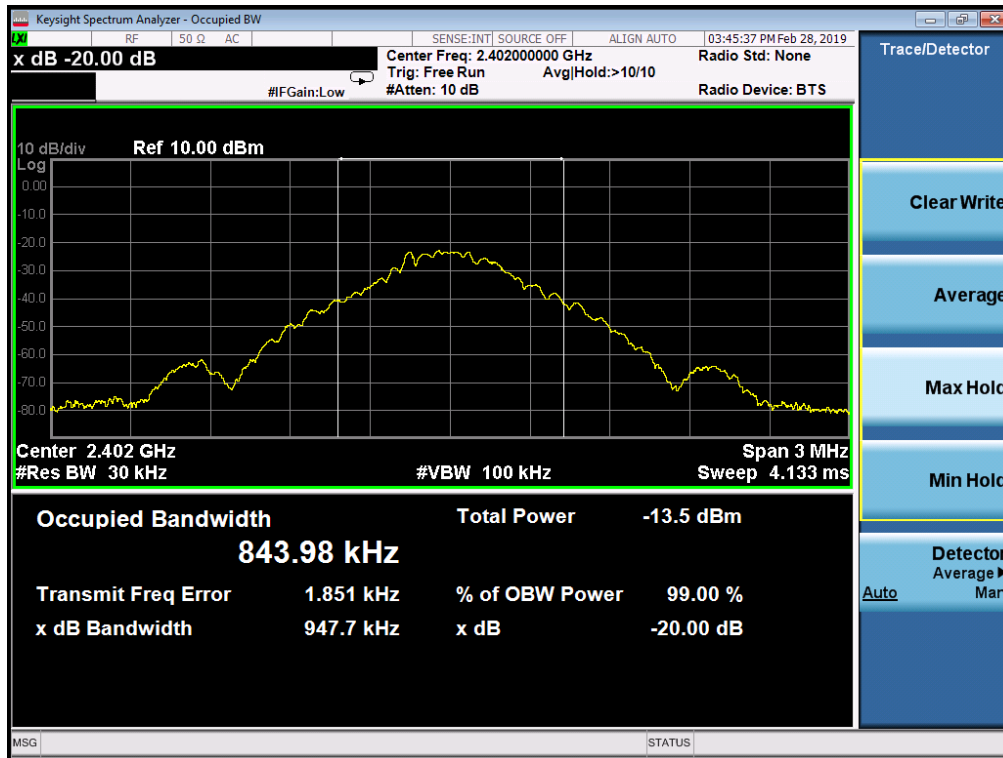 Keysight Spectrum Analyzer - Occupied BW
LXI RF 50 Ω AC SENSE:INT SOURCE OFF ALIGN AUTO 03:45:37 PM Feb 28, 2019
x dB -20.00 dB
Center Freq: 2.402000000 GHz Radio Std: None
Trig: Free Run Avg|Hold:>10/10
#IFGain:Low #Atten: 10 dB Radio Device: BTS
10 dB/div Ref 10.00 dBm
Log
0.00
-10.0
-20.0
-30.0
-40.0
-50.0
-60.0
-70.0
-80.0
Center 2.402 GHz Span 3 MHz
#Res BW 30 kHz #VBW 100 kHz Sweep 4.133 ms
Occupied Bandwidth Total Power -13.5 dBm
843.98 kHz
Transmit Freq Error 1.851 kHz % of OBW Power 99.00 %
x dB Bandwidth 947.7 kHz x dB -20.00 dB
MSG STATUS
Trace/Detector
Clear Write
Average
Max Hold
Min Hold
Detector
Average
Auto Man